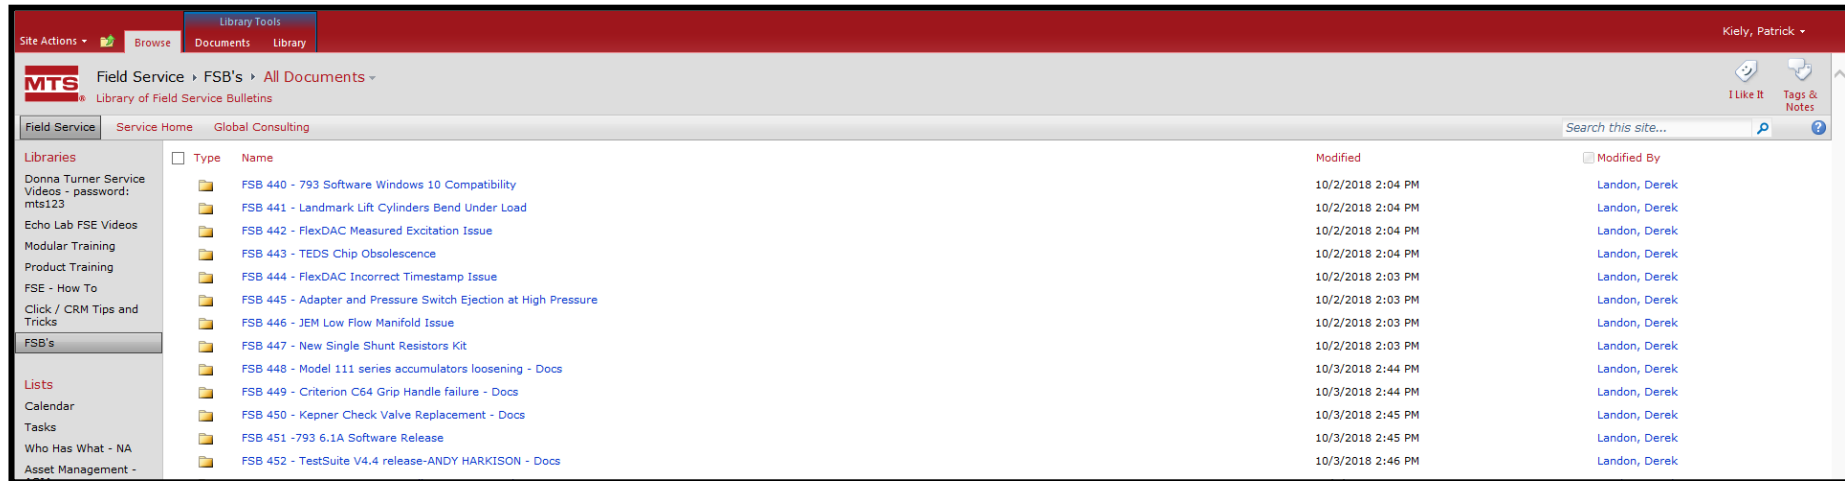 Library Tools
Site Actions Browse Documents Library
Kiely, Patrick
MTS®
Field Service FSB's All Documents
Library of Field Service Bulletins
I Like It
Tags &
Notes
Field Service Service Home Global Consulting
Search this site...
Libraries
Donna Turner Service
Videos - password:
mts123
Echo Lab FSE Videos
Modular Training
Product Training
FSE - How To
Click / CRM Tips and
Tricks
FSB's
Lists
Calendar
Tasks
Who Has What - NA
Asset Management -
Type Name Modified Modified By
FSB 440 - 793 Software Windows 10 Compatibility 10/2/2018 2:04 PM Landon, Derek
FSB 441 - Landmark Lift Cylinders Bend Under Load 10/2/2018 2:04 PM Landon, Derek
FSB 442 - FlexDAC Measured Excitation Issue 10/2/2018 2:04 PM Landon, Derek
FSB 443 - TEDS Chip Obsolescence 10/2/2018 2:04 PM Landon, Derek
FSB 444 - FlexDAC Incorrect Timestamp Issue 10/2/2018 2:03 PM Landon, Derek
FSB 445 - Adapter and Pressure Switch Ejection at High Pressure 10/2/2018 2:03 PM Landon, Derek
FSB 446 - JEM Low Flow Manifold Issue 10/2/2018 2:03 PM Landon, Derek
FSB 447 - New Single Shunt Resistors Kit 10/2/2018 2:03 PM Landon, Derek
FSB 448 - Model 111 series accumulators loosening - Docs 10/3/2018 2:44 PM Landon, Derek
FSB 449 - Criterion C64 Grip Handle failure - Docs 10/3/2018 2:44 PM Landon, Derek
FSB 450 - Kepner Check Valve Replacement - Docs 10/3/2018 2:45 PM Landon, Derek
FSB 451 -793 6.1A Software Release 10/3/2018 2:45 PM Landon, Derek
FSB 452 - TestSuite V4.4 release-ANDY HARKISON - Docs 10/3/2018 2:46 PM Landon, Derek